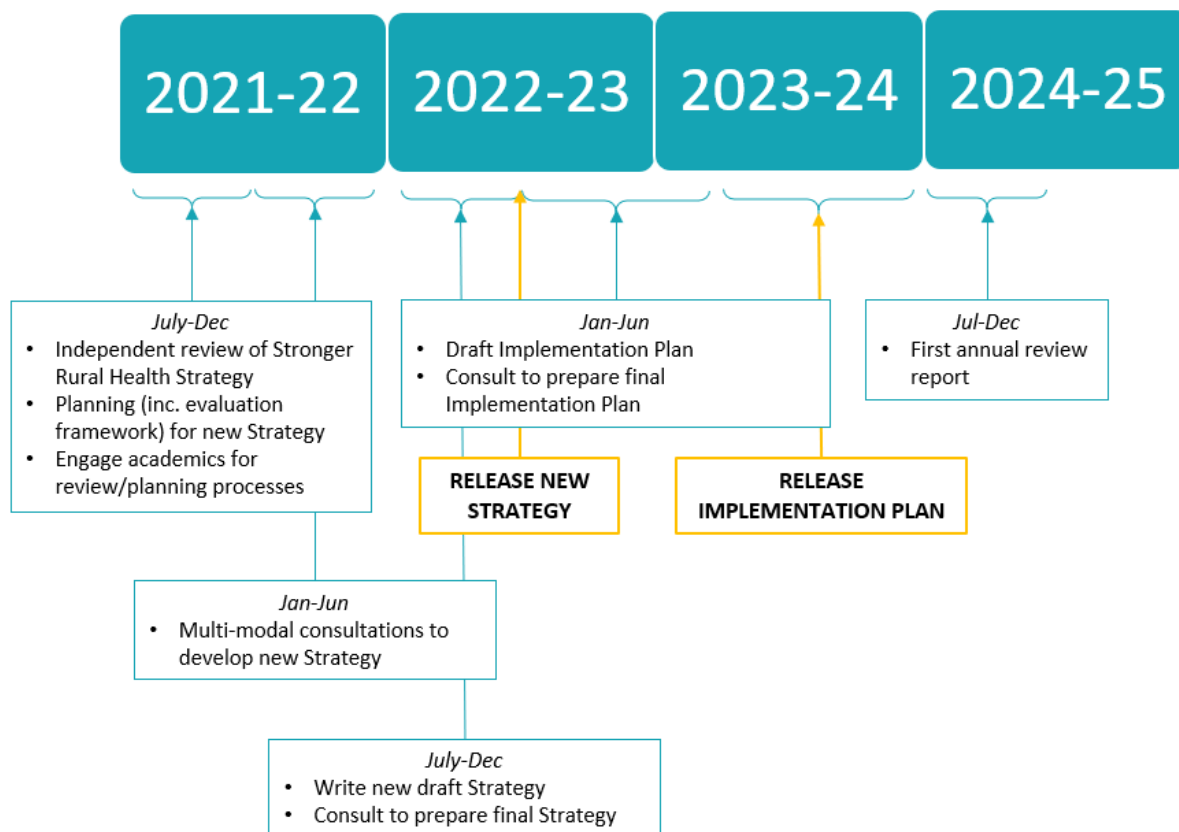 2021-22
2022-23
2023-24
2024-25
July-Dec
• Independent review of Stronger
Rural Health Strategy
• Planning (inc. evaluation
framework) for new Strategy
• Engage academics for
review/planning processes
Jan-Jun
• Draft Implementation Plan
• Consult to prepare final
Implementation Plan
Jul-Dec
• First annual review
report
RELEASE NEW
STRATEGY
RELEASE
IMPLEMENTATION PLAN
Jan-Jun
• Multi-modal consultations to
develop new Strategy
July-Dec
• Write new draft Strategy
• Consult to prepare final Strategy